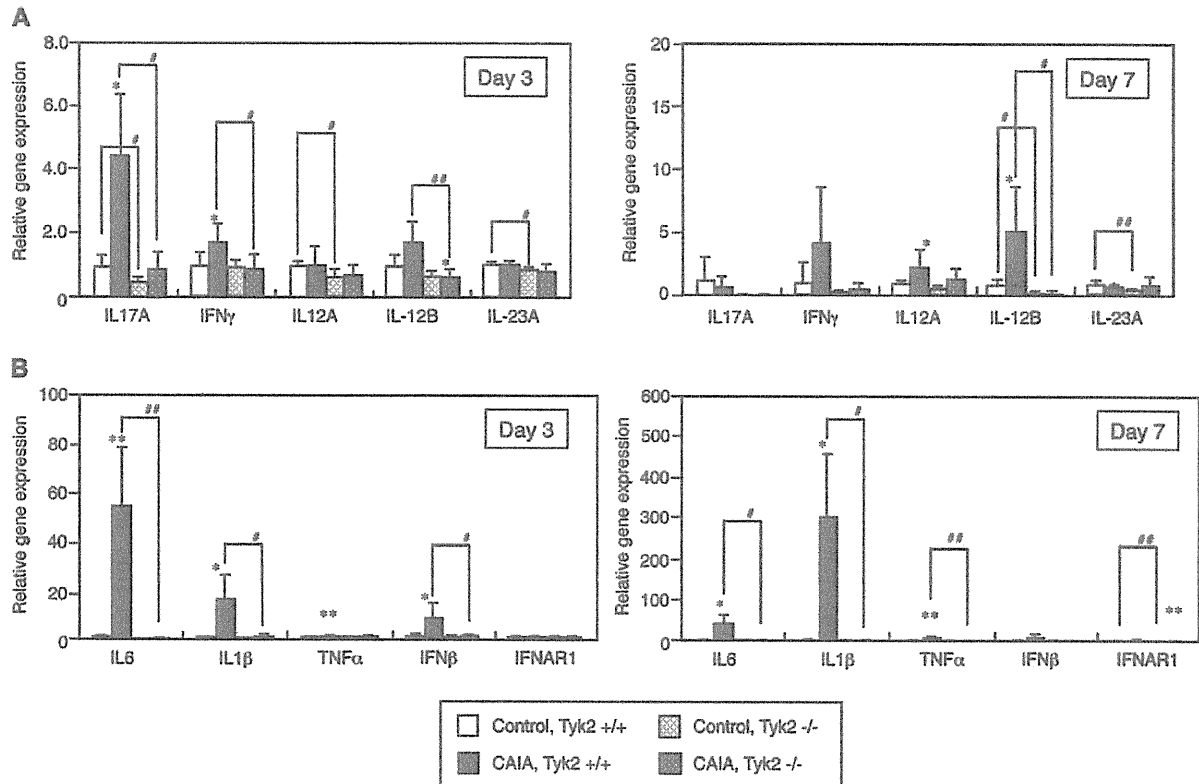 A
Relative gene expression
8.0
6.0
4.0
2.0
0
Day 3
* # # * # # ## * #
IL17A IFNγ IL12A IL-12B IL-23A
Relative gene expression
20
15
10
5
0
Day 7
* # * # ##
IL17A IFNγ IL12A IL-12B IL-23A
B
Relative gene expression
100
80
60
40
20
0
Day 3
** ## * # ** * #
IL6 IL1β TNFα IFNβ IFNAR1
Relative gene expression
600
500
400
300
200
100
0
Day 7
* # * # ** ## ## **
IL6 IL1β TNFα IFNβ IFNAR1
Control, Tyk2 +/+ Control, Tyk2 -/-
CAIA, Tyk2 +/+ CAIA, Tyk2 -/-